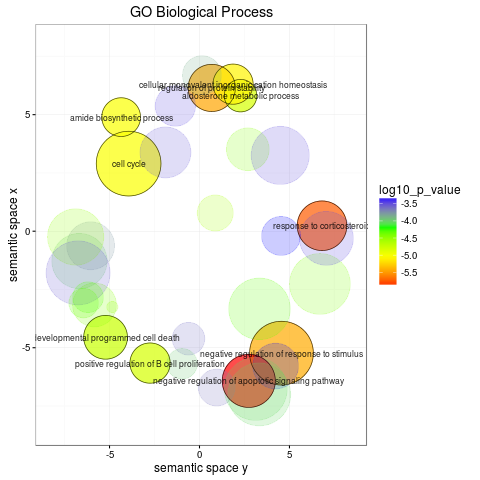 GO Biological Process
cellular monovalent inorganic cation homeostasis
regulation of protein stability
aldosterone metabolic process
amide biosynthetic process
cell cycle
response to corticosteroi
evelopmental programmed cell death
negative regulation of response to stimulus
positive regulation of B cell proliferation
negative regulation of apoptotic signaling pathway
5
0
-5
-5
0
5
semantic space y
semantic space x
log10_p_value
-3.5
-4.0
-4.5
-5.0
-5.5